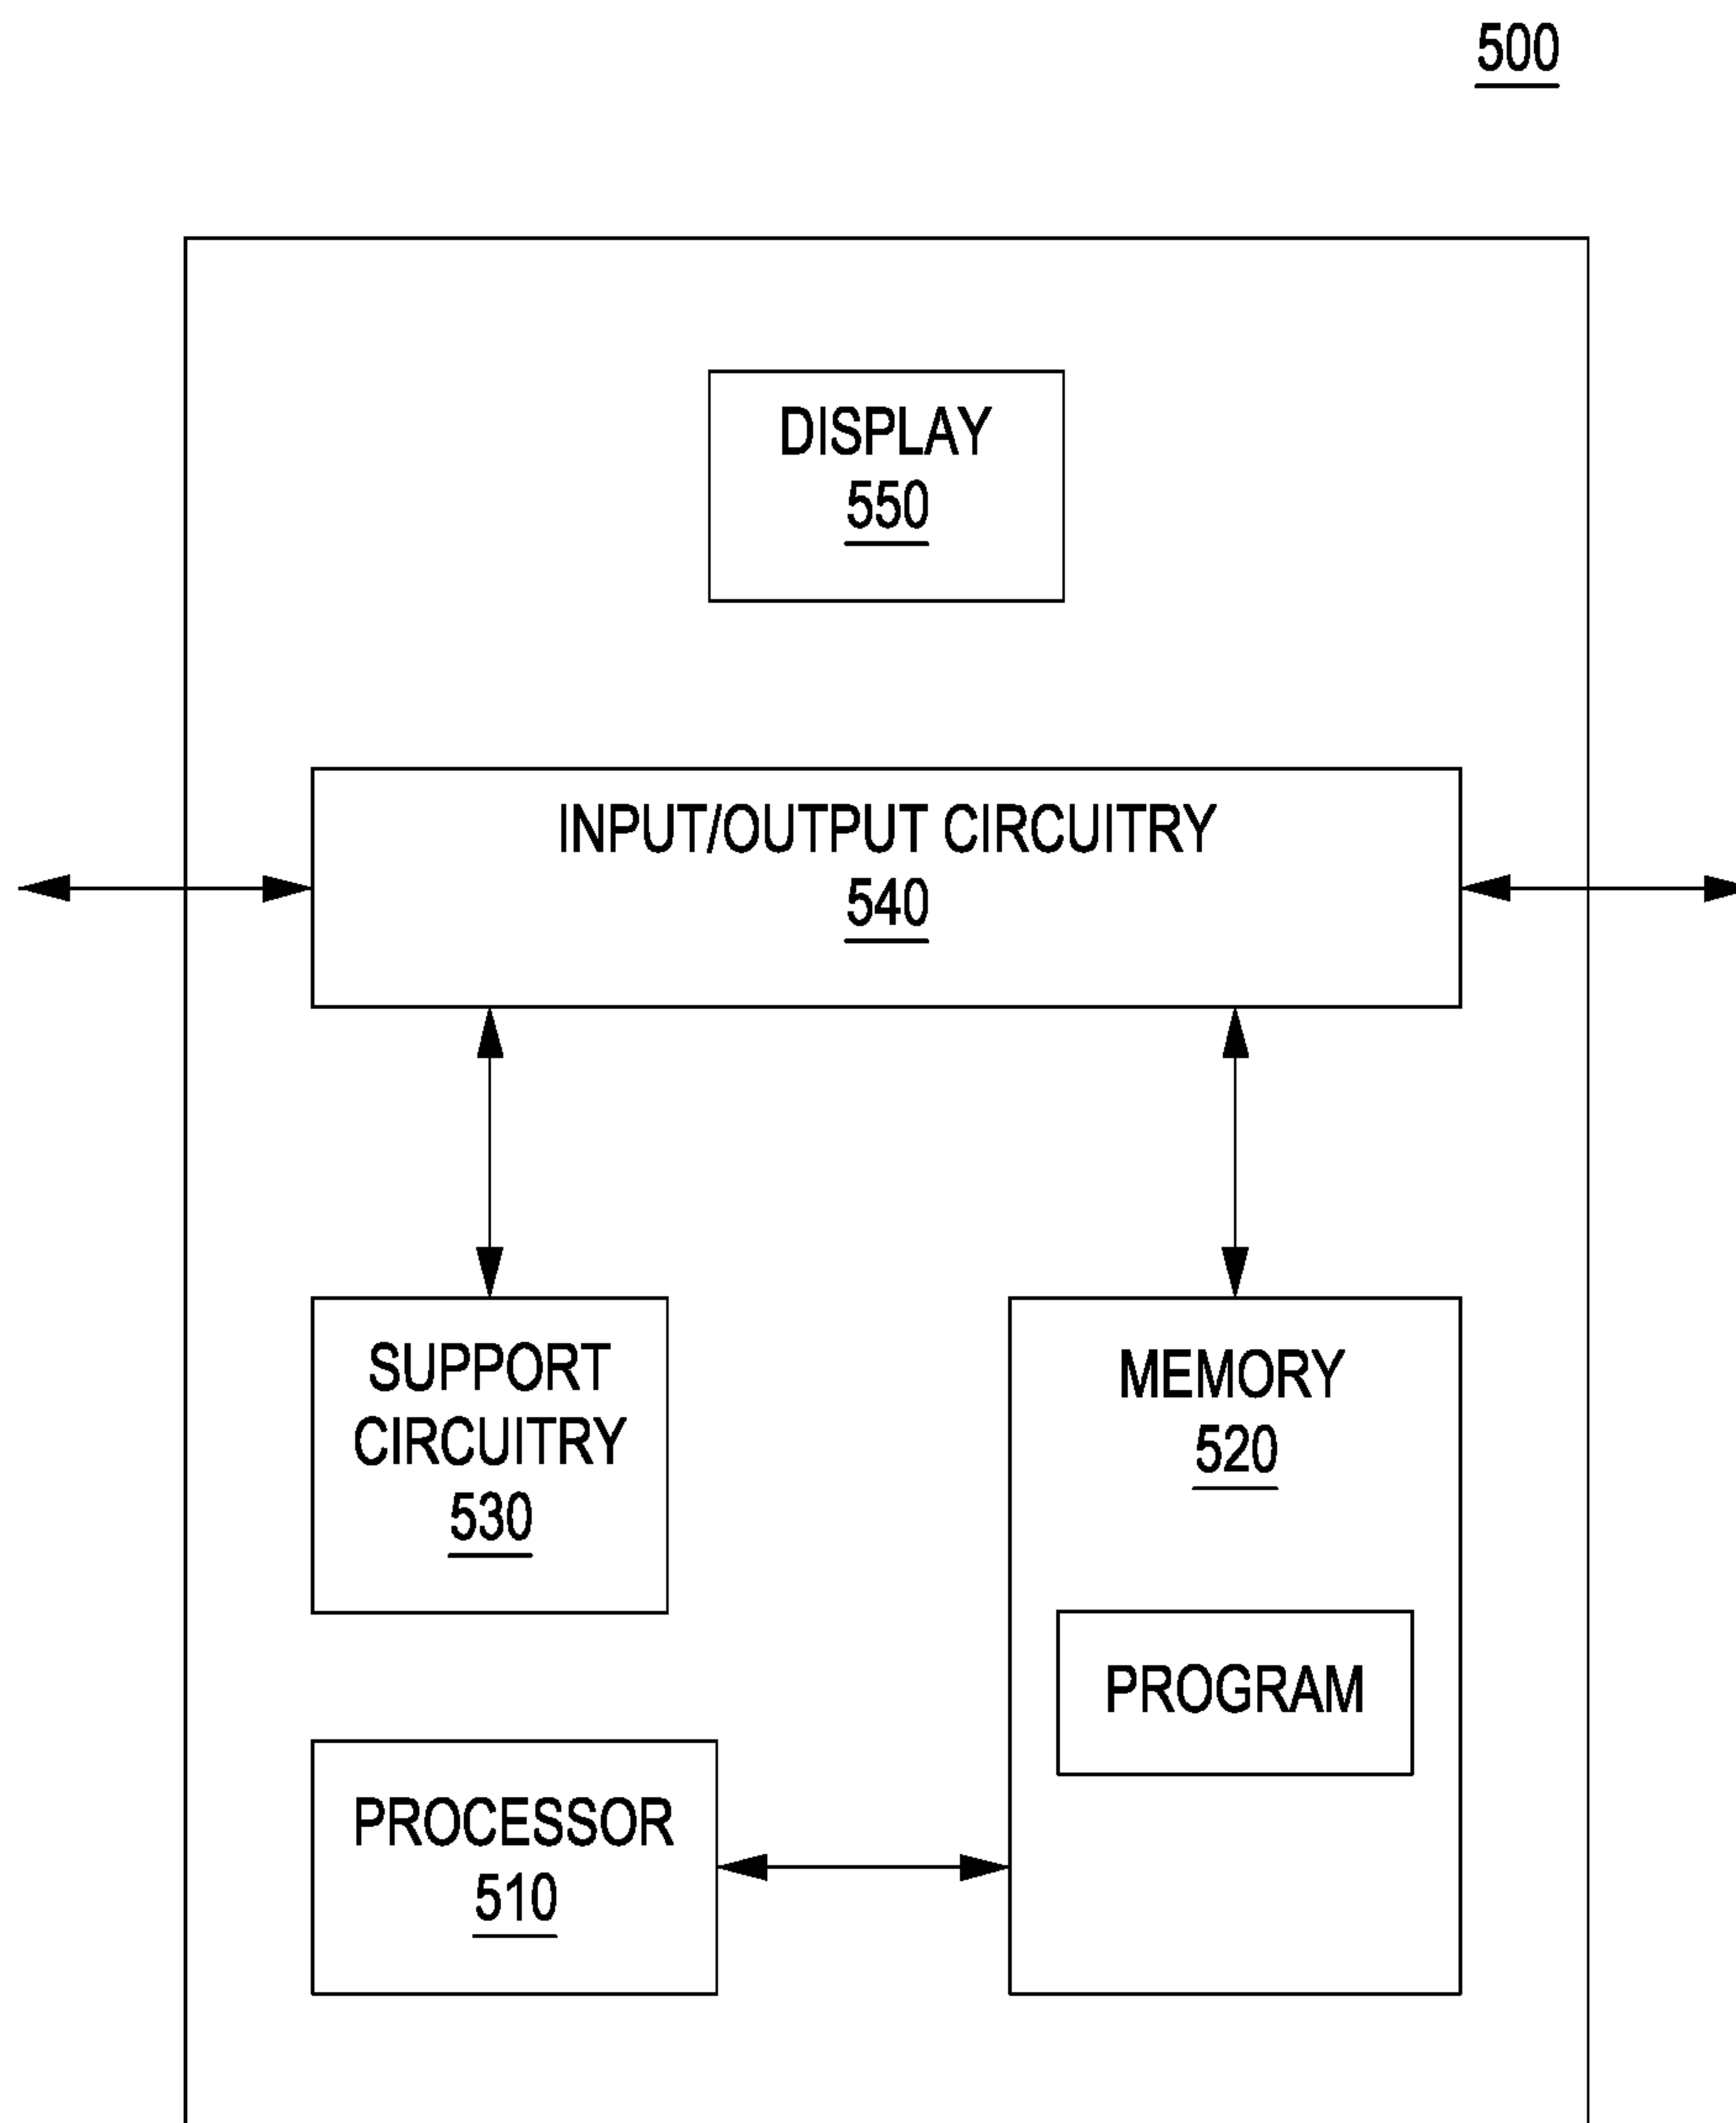 500
DISPLAY
550
INPUT/OUTPUT CIRCUITRY
540
SUPPORT
CIRCUITRY
530
MEMORY
520
PROGRAM
PROCESSOR
510